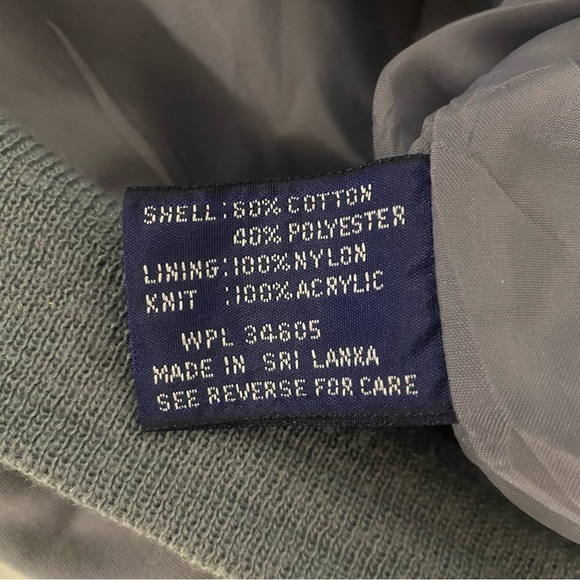 SHELL: 60% COTTON
40% POLYESTER
LINING: 100% NYLON
KNIT : 100% ACRYLIC
WPL 34605
MADE IN SRI LANKA
SEE REVERSE FOR CARE